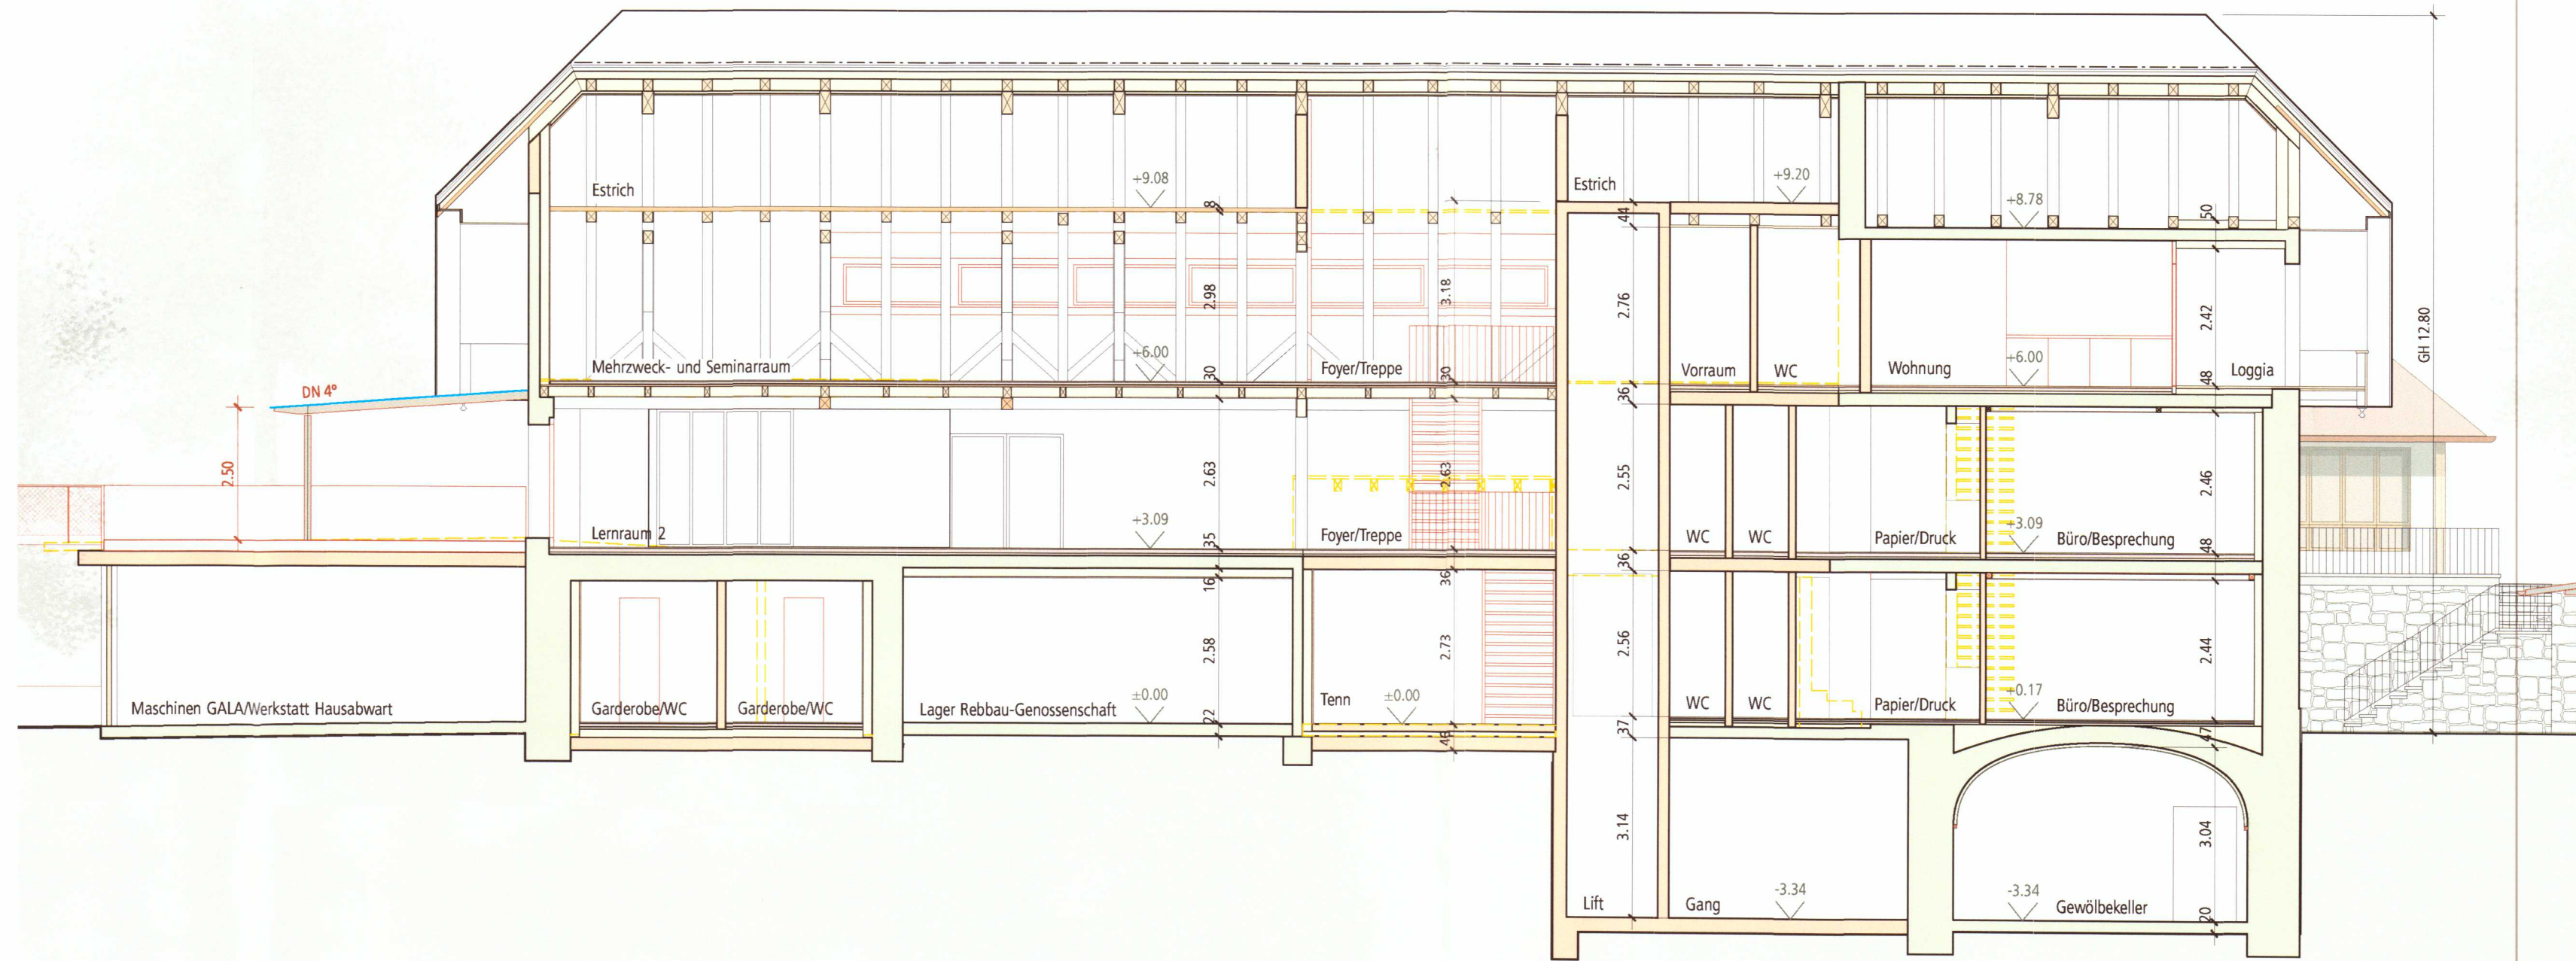 GH 12.80
Estrich
+9.08
8
Estrich
+9.20
44
+8.78
50
Mehrzweck- und Seminarraum
2.98
+6.00
30
3.18
Foyer/Treppe
30
2.76
36
Vorraum
WC
Wohnung
+6.00
2.42
48
Loggia
DN 4°
2.50
Lernraum 2
+3.09
2.63
35
Foyer/Treppe
2.63
2.55
36
WC
WC
Papier/Druck
+3.09
Büro/Besprechung
2.46
48
Maschinen GALA/Werkstatt Hausabwart
Garderobe/WC
Garderobe/WC
Lager Rebbau-Genossenschaft
±0.00
16
2.58
22
Tenn
±0.00
36
2.73
46
2.56
37
WC
WC
Papier/Druck
+0.17
Büro/Besprechung
2.44
47
Lift
3.14
Gang
-3.34
-3.34
Gewölbekeller
3.04
20